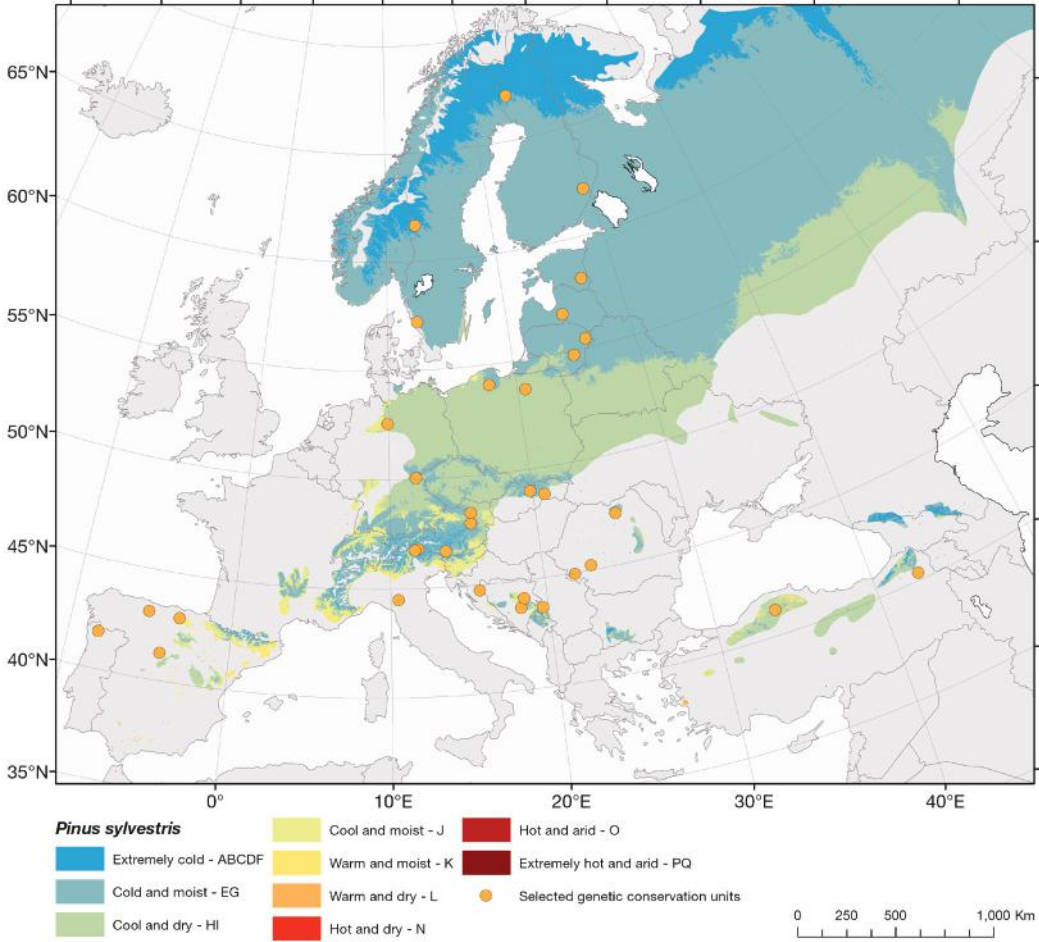 65°N
60°N
55°N
50°N
45°N
40°N
35°N
0°
10°E
20°E
30°E
40°E
Pinus sylvestris
Extremely cold - ABCDF
Cold and moist - EG
Cool and dry - HI
Cool and moist - J
Warm and moist - K
Warm and dry - L
Hot and dry - N
Hot and arid - O
Extremely hot and arid - PQ
Selected genetic conservation units
0 250 500 1,000 Km